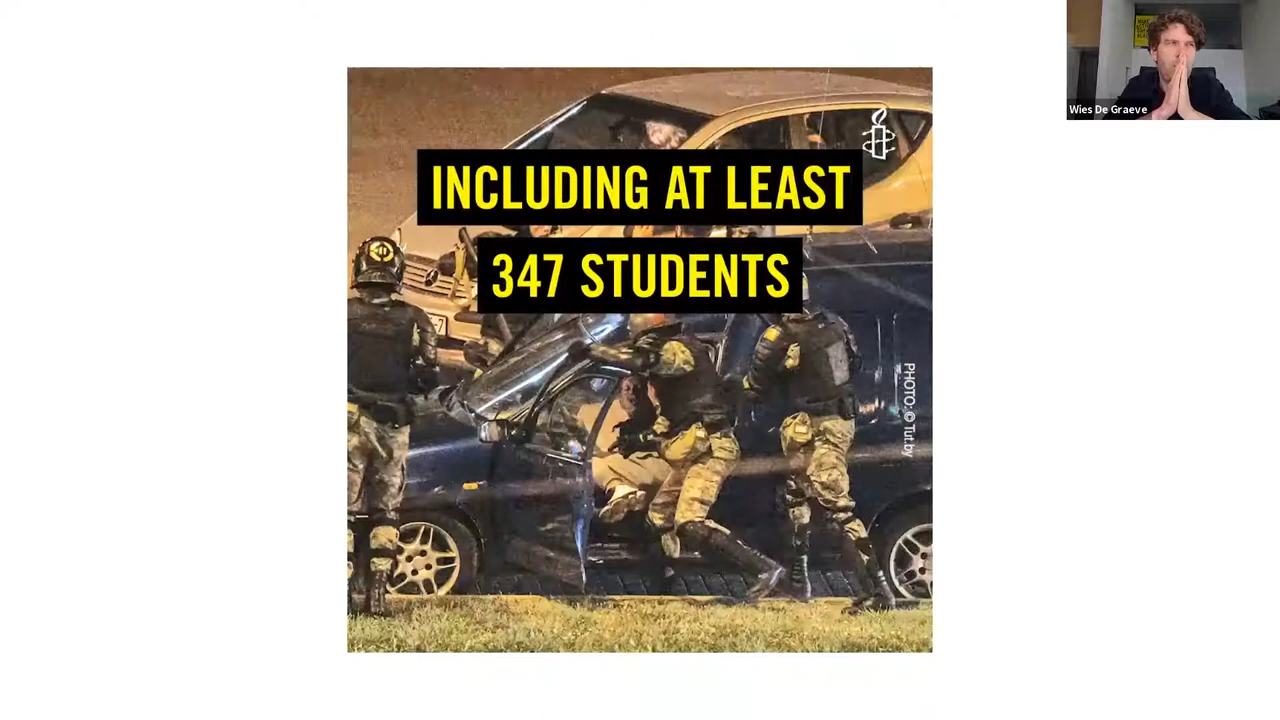 INCLUDING AT LEAST
347 STUDENTS
PHOTO: © Tut.by
Wies De Graeve